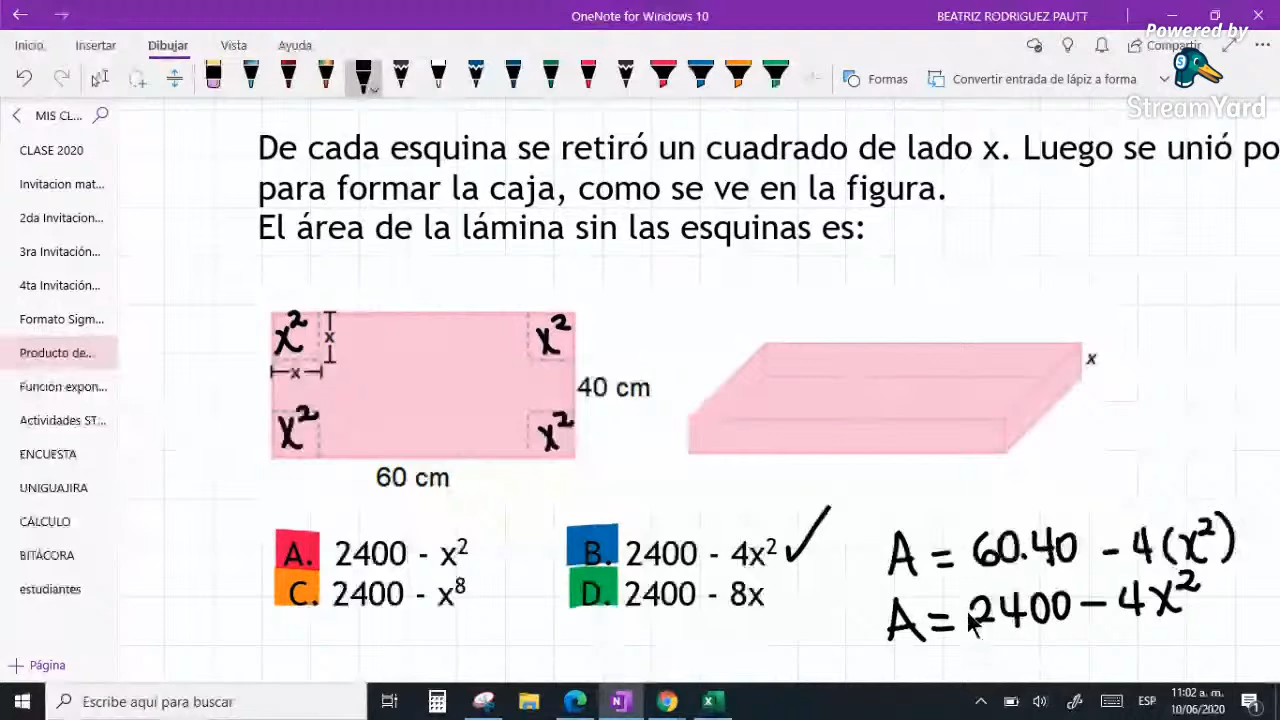 OneNote for Windows 10
BEATRIZ RODRIGUEZ PAUTT
Powered by
StreamYard
Inicio
Insertar
Dibujar
Vista
Ayuda
Compartir
Formas
Convertir entrada de lápiz a forma
MIS CL...
CLASE 2020
Invitacion mat...
2da Invitacion...
3ra Invitación...
4ta Invitación...
Formato Sigm...
Producto de...
Función expon...
Actividades ST...
ENCUESTA
UNIGUAJIRA
CÁLCULO
BITÁCORA
estudiantes
Página
De cada esquina se retiró un cuadrado de lado x. Luego se unió po
para formar la caja, como se ve en la figura.
El área de la lámina sin las esquinas es:
x²
x
x²
x
x²
x²
40 cm
60 cm
x
A. 2400 - x²
B. 2400 - 4x² ✓
C. 2400 - x⁸
D. 2400 - 8x
A = 60.40 - 4(x²)
A = 2400 - 4x²
Escribe aquí para buscar
ESP
11:02 a. m.
10/06/2020
1